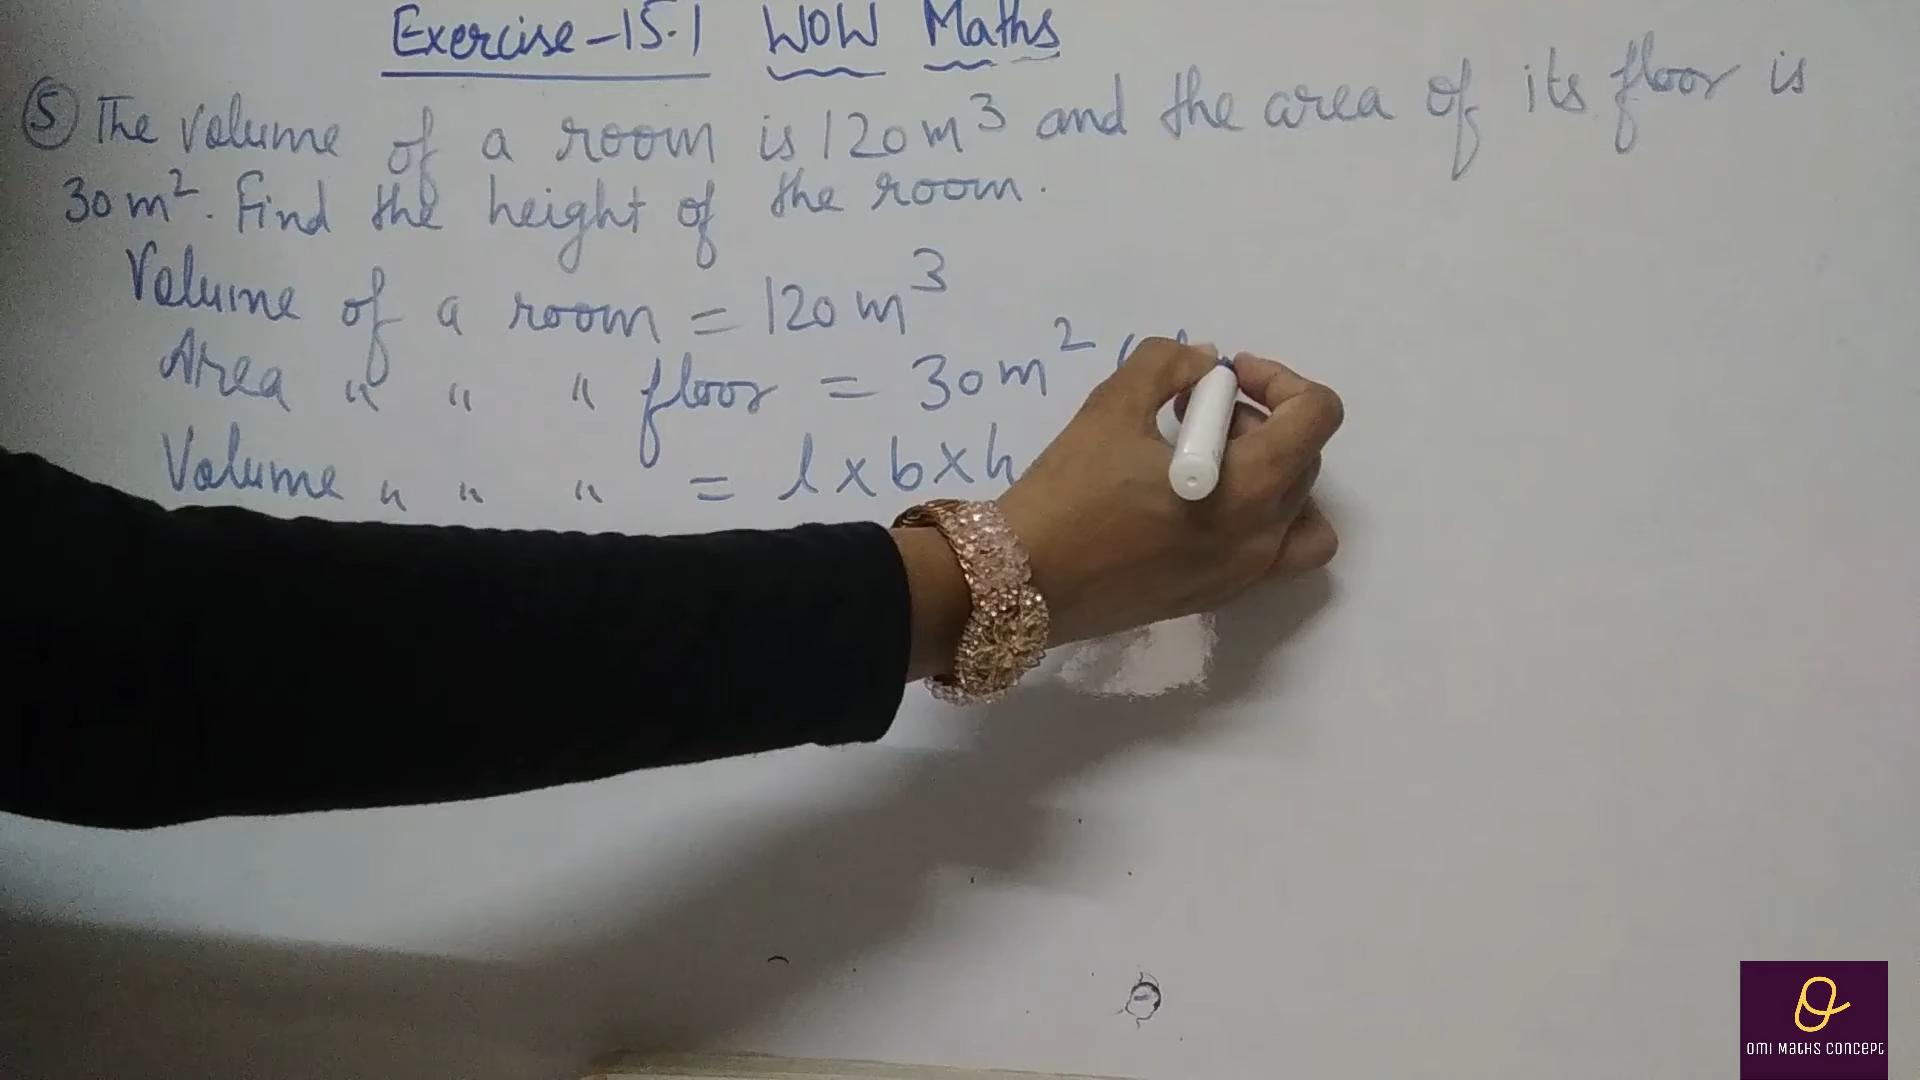 Exercise-15.1 WOW Maths
⑤ The volume of a room is 120m³ and the area of its floor is
30m². Find the height of the room.
Volume of a room = 120m³
Area " " " floor = 30m² (
Volume " " " = l×b×h
OMI MATHS CONCEPT